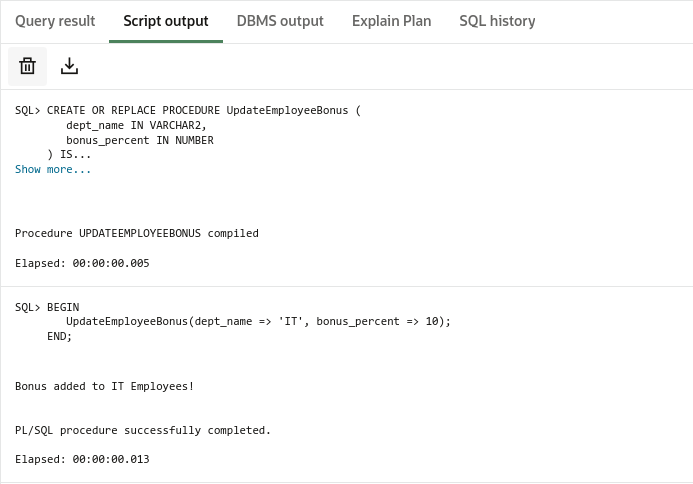 Query result Script output DBMS output Explain Plan SQL history
SQL> CREATE OR REPLACE PROCEDURE UpdateEmployeeBonus (
dept_name IN VARCHAR2,
bonus_percent IN NUMBER
) IS...
Show more...
Procedure UPDATEEMPLOYEEBONUS compiled
Elapsed: 00:00:00.005
SQL> BEGIN
UpdateEmployeeBonus(dept_name => 'IT', bonus_percent => 10);
END;
Bonus added to IT Employees!
PL/SQL procedure successfully completed.
Elapsed: 00:00:00.013